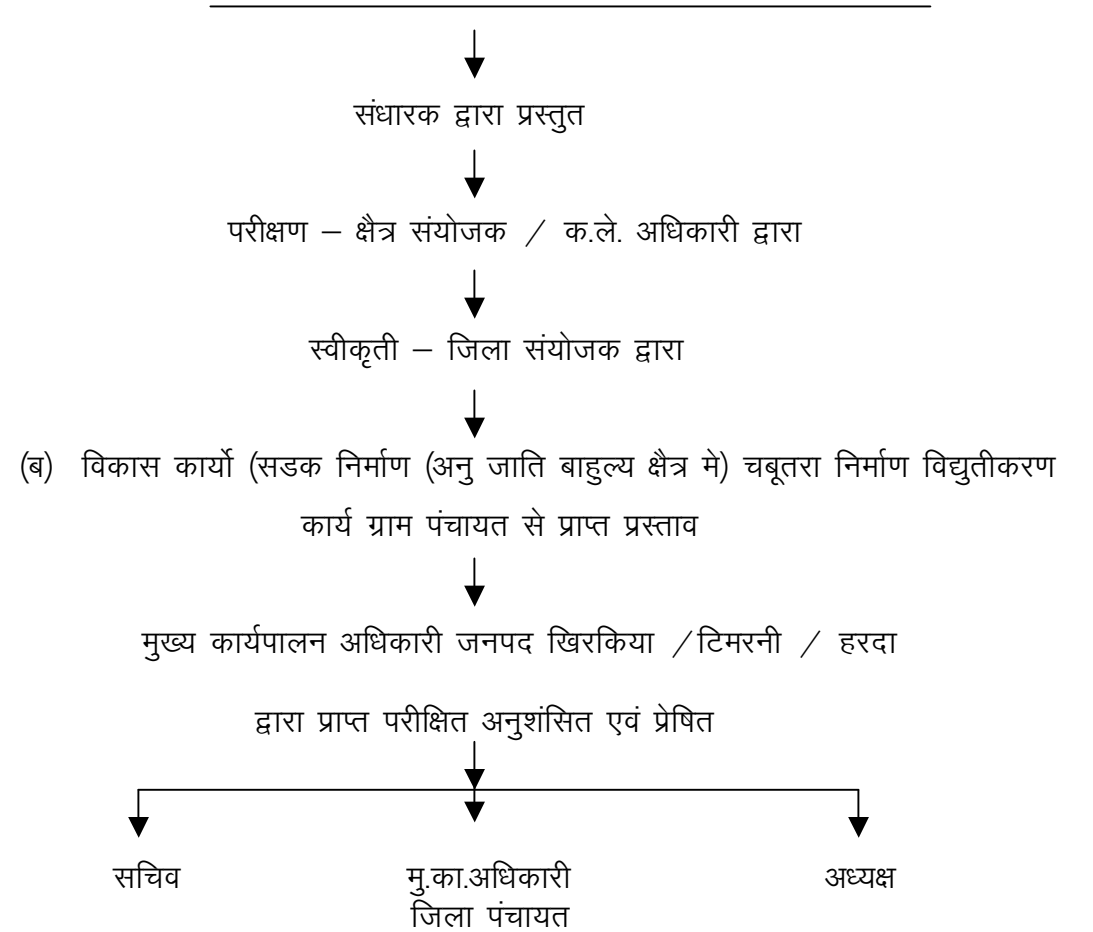 संधारक द्वारा प्रस्तुत
परीक्षण – क्षैत्र संयोजक / क.ले. अधिकारी द्वारा
स्वीकृती – जिला संयोजक द्वारा
(ब) विकास कार्यो (सडक निर्माण (अनु जाति बाहुल्य क्षैत्र मे) चबूतरा निर्माण विद्युतीकरण
कार्य ग्राम पंचायत से प्राप्त प्रस्ताव
मुख्य कार्यपालन अधिकारी जनपद खिरकिया /टिमरनी / हरदा
द्वारा प्राप्त परीक्षित अनुशंसित एवं प्रेषित
सचिव मु.का.अधिकारी अध्यक्ष
जिला पंचायत